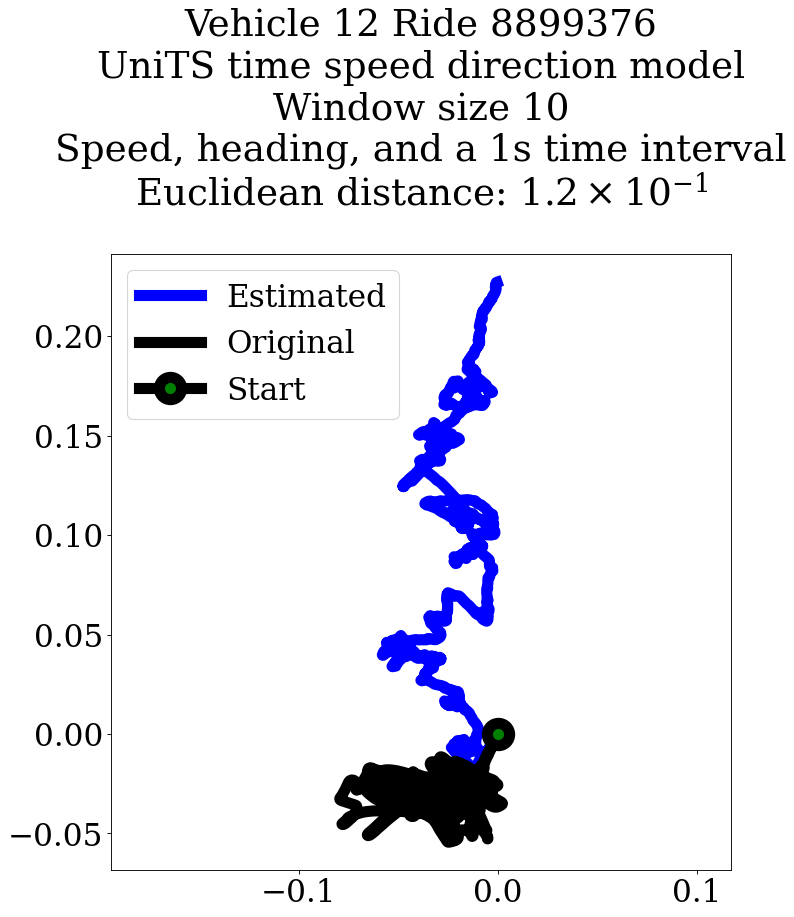 Vehicle 12 Ride 8899376
UniTS time speed direction model
Window size 10
Speed, heading, and a 1s time interval
Euclidean distance: 1.2 × 10⁻¹
Estimated
Original
Start
0.20
0.15
0.10
0.05
0.00
−0.05
−0.1
0.0
0.1